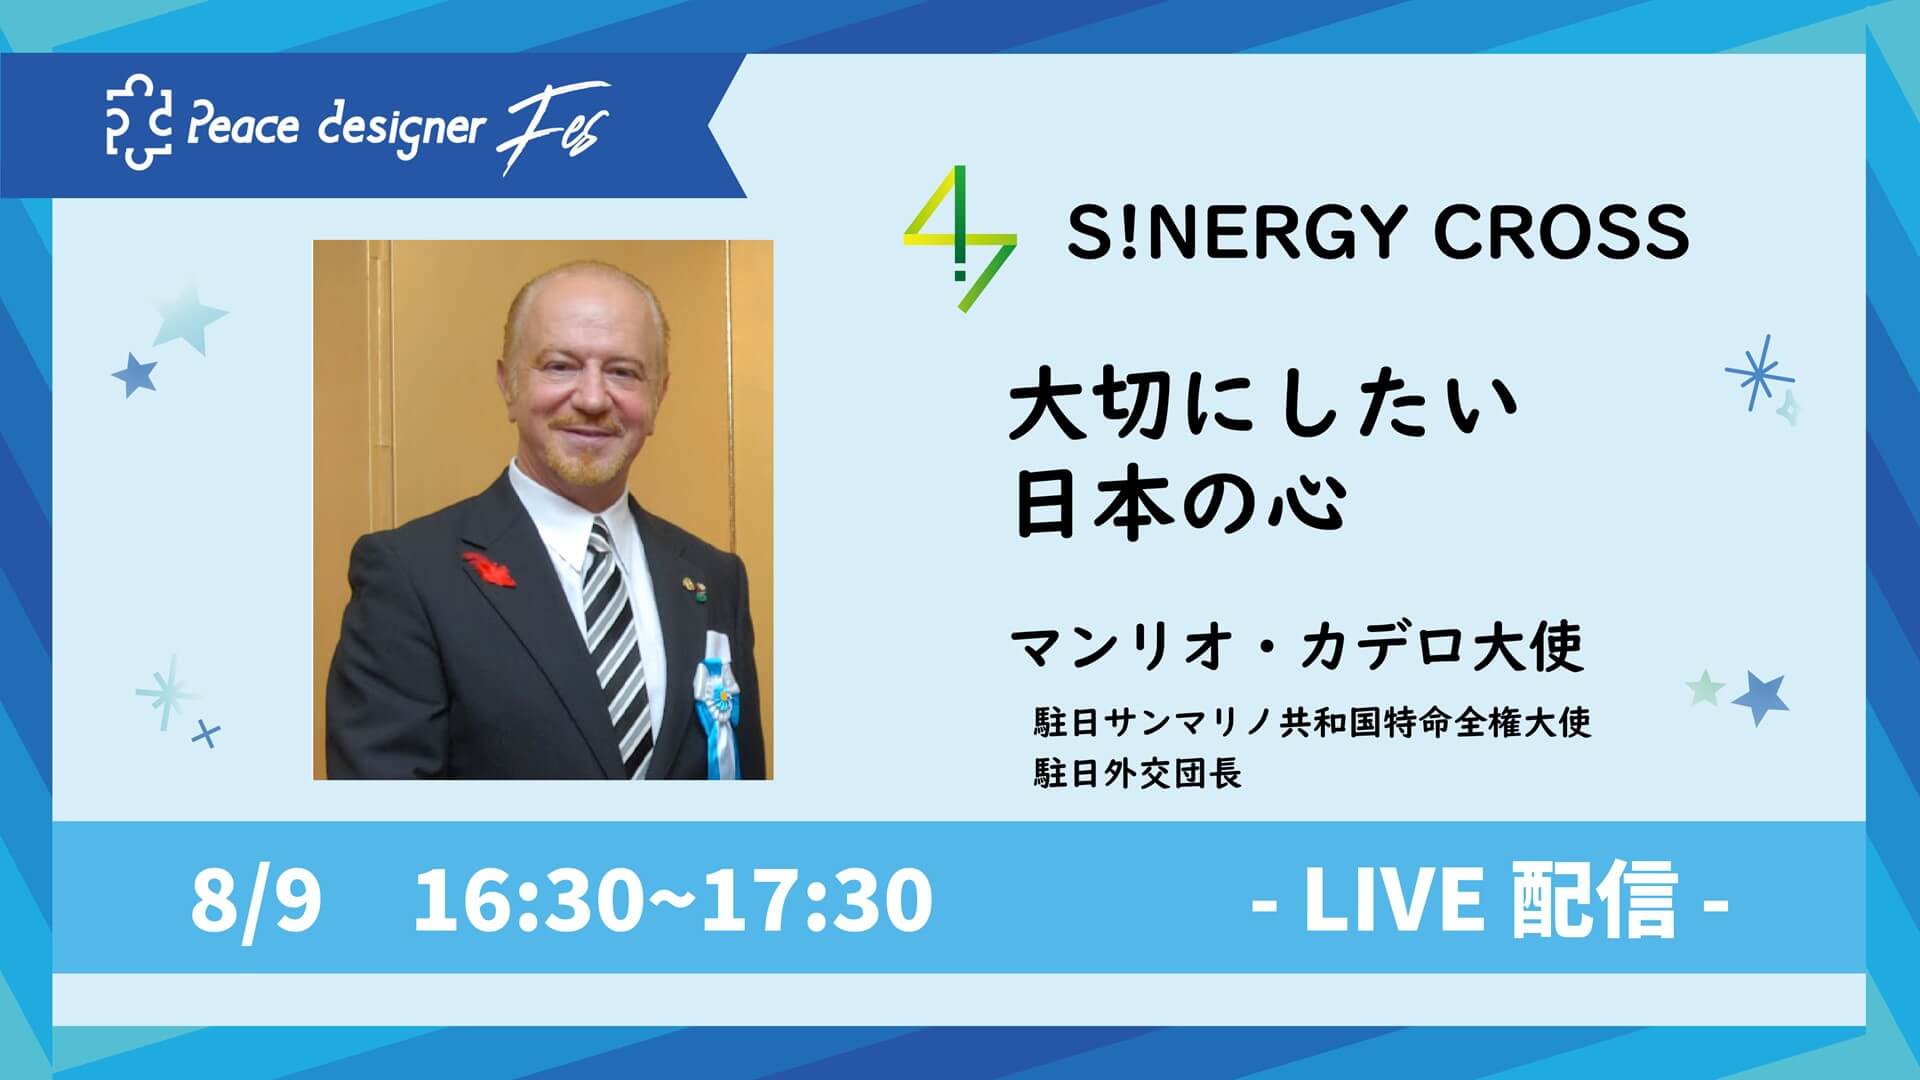 Peace designer Fes
S!NERGY CROSS
大切にしたい
日本の心
マンリオ・カデロ大使
駐日サンマリノ共和国特命全権大使
駐日外交団長
8/9 16:30~17:30 - LIVE 配信 -